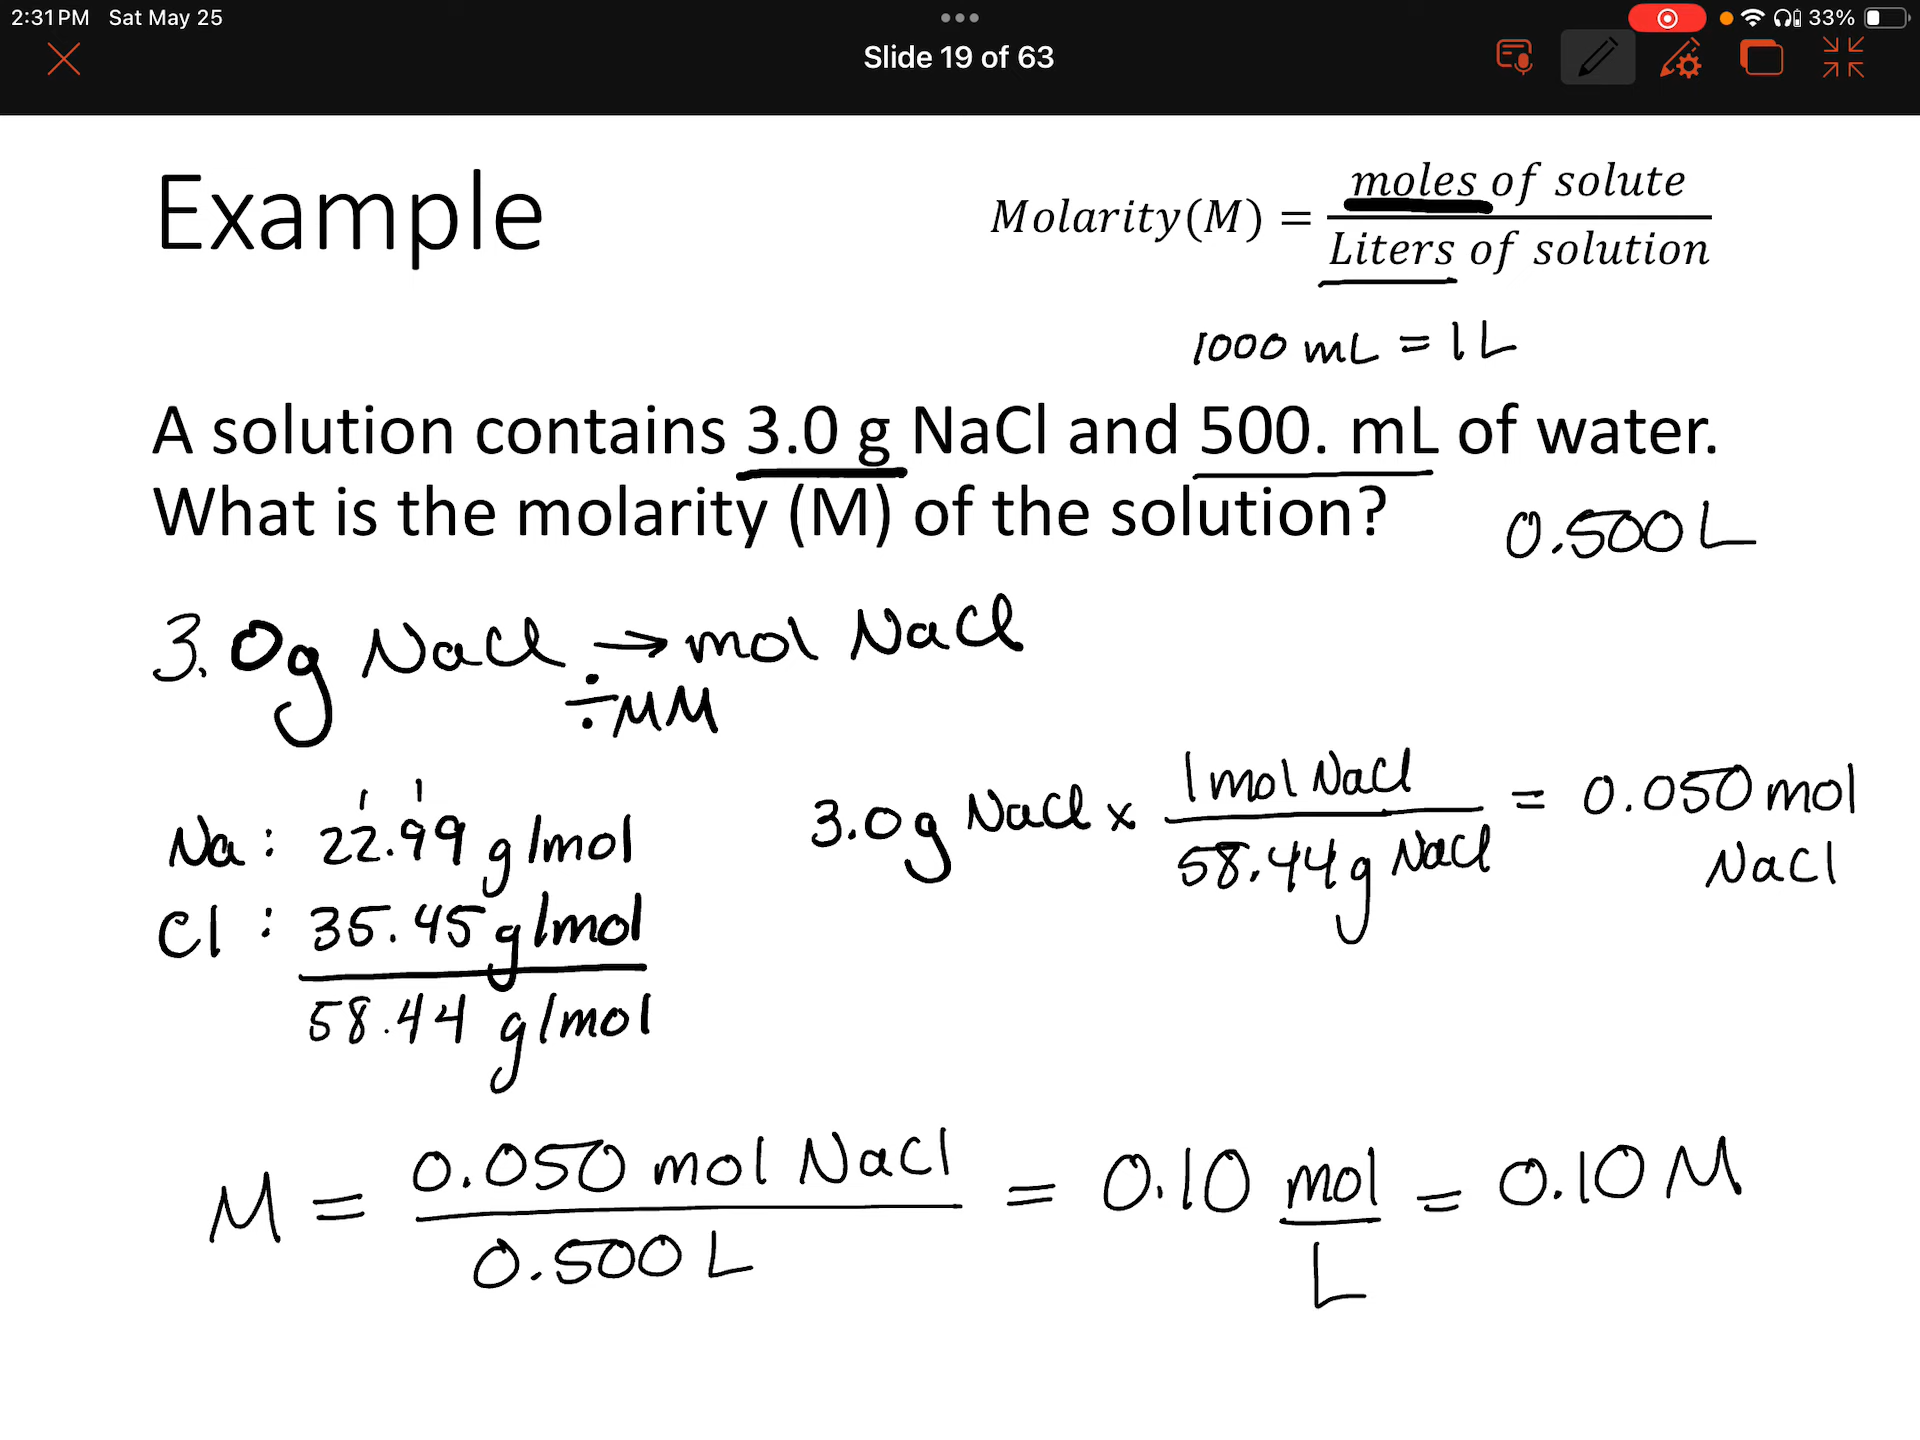 2:31 PM Sat May 25
33%
Slide 19 of 63
Example
Molarity(M) = moles of solute / Liters of solution
1000 mL = 1 L
A solution contains 3.0 g NaCl and 500. mL of water.
What is the molarity (M) of the solution?
0.500 L
3.0g NaCl → mol NaCl
÷MM
1 1
Na : 22.99 g/mol
Cl : 35.45 g/mol
58.44 g/mol
3.0g NaCl x 1 mol NaCl / 58.44g NaCl = 0.050 mol
NaCl
M = 0.050 mol NaCl / 0.500 L = 0.10 mol / L = 0.10 M